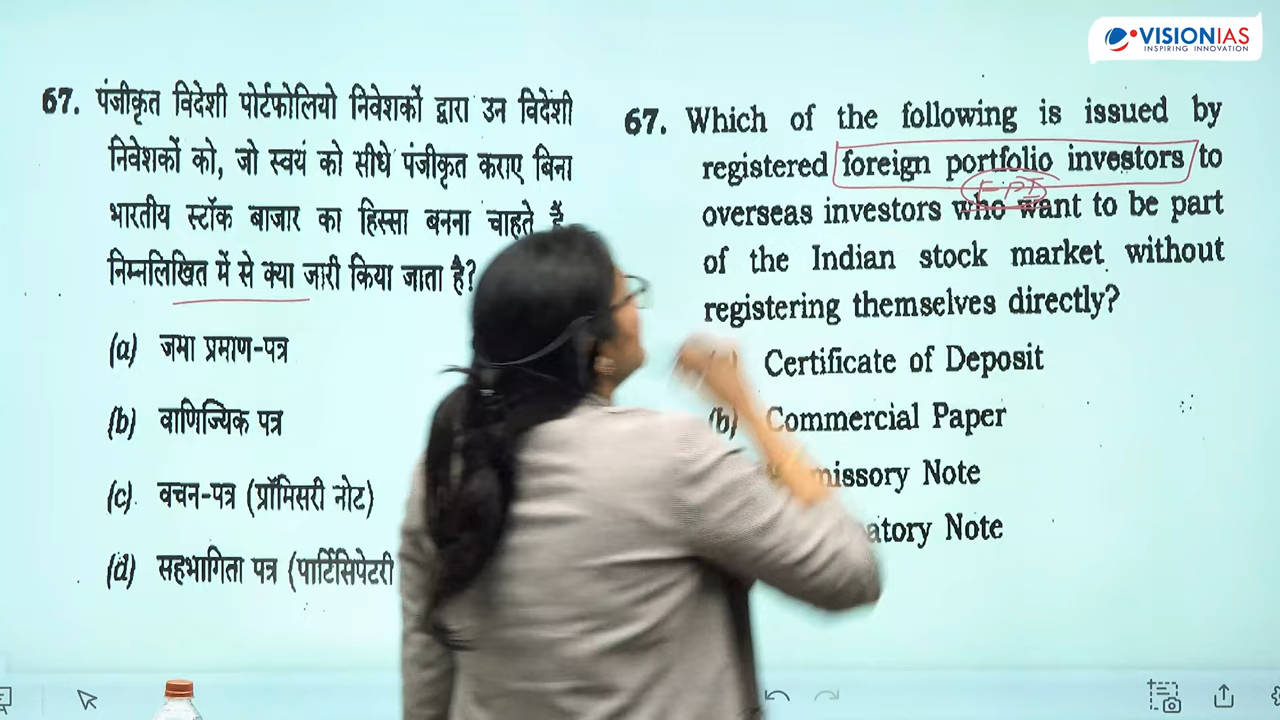 VISIONIAS
INSPIRING INNOVATION
67. पंजीकृत विदेशी पोर्टफोलियो निवेशकों द्वारा उन विदेशी
निवेशकों को, जो स्वयं को सीधे पंजीकृत कराए बिना
भारतीय स्टॉक बाजार का हिस्सा बनना चाहते हैं,
निम्नलिखित में से क्या जारी किया जाता है?
(a) जमा प्रमाण-पत्र
(b) वाणिज्यिक पत्र
(c) वचन-पत्र (प्रॉमिसरी नोट)
(d) सहभागिता पत्र (पार्टिसिपेटरी
67. Which of the following is issued by
registered foreign portfolio investors to
FPI
overseas investors who want to be part
of the Indian stock market without
registering themselves directly?
Certificate of Deposit
(b) Commercial Paper
missory Note
atory Note